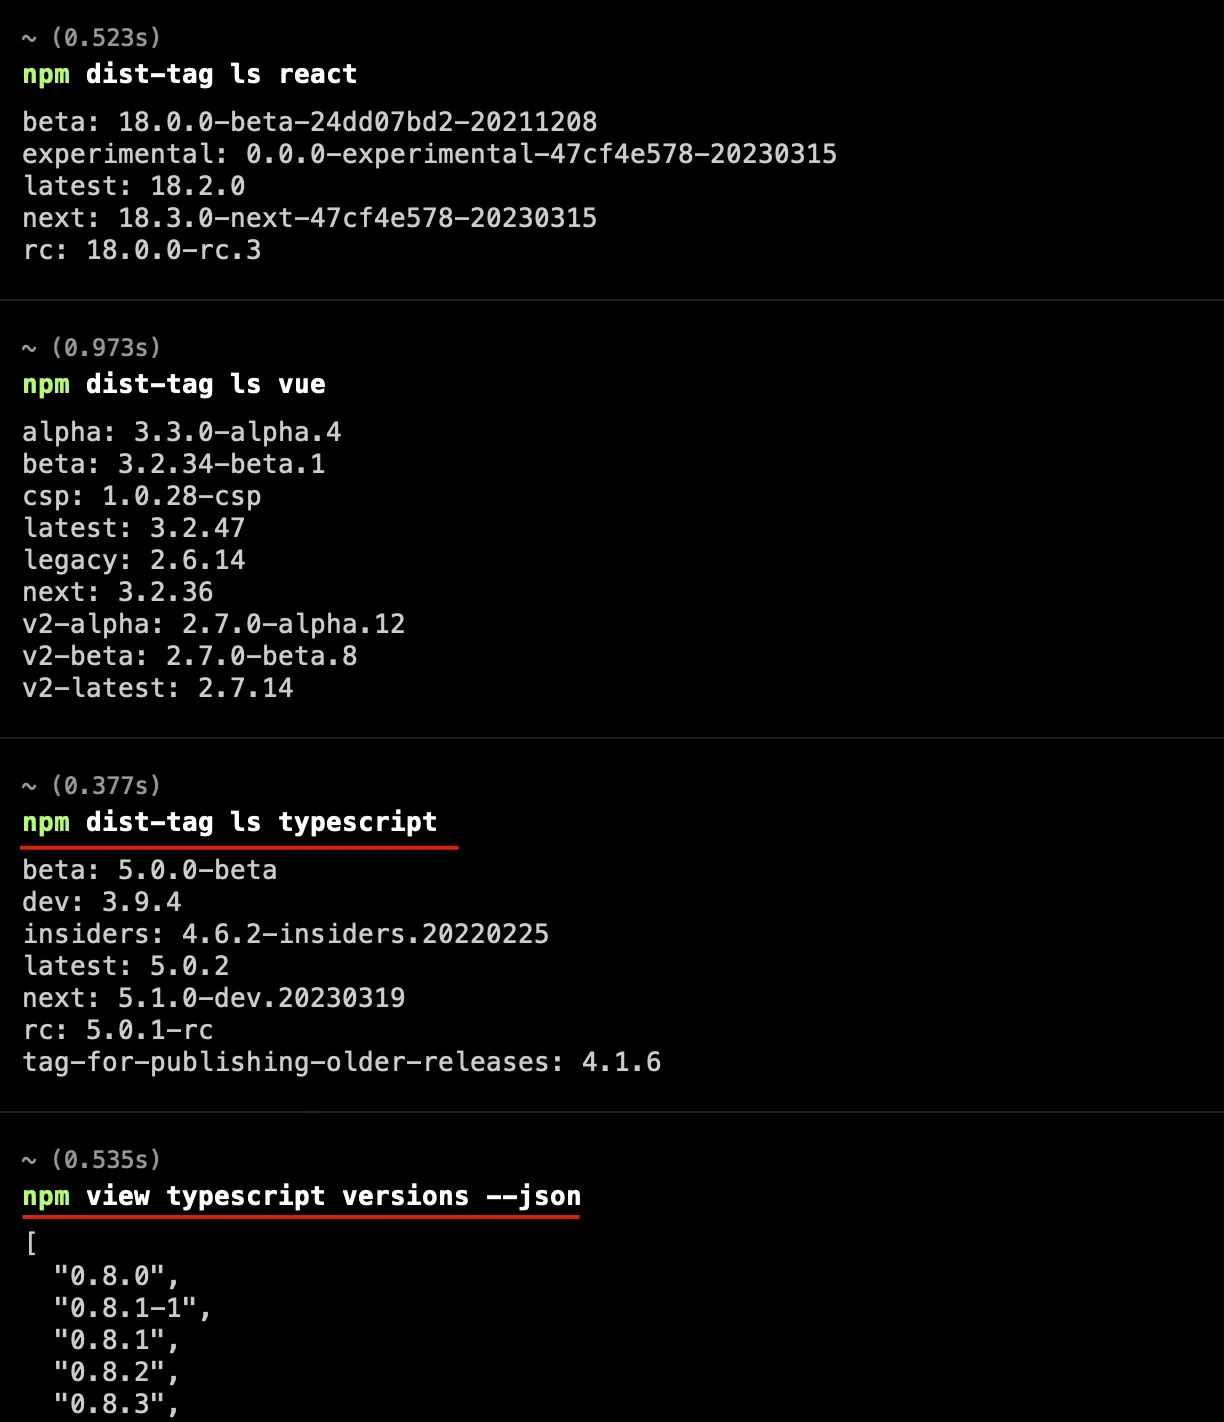 ~ (0.523s)
npm dist-tag ls react
beta: 18.0.0-beta-24dd07bd2-20211208
experimental: 0.0.0-experimental-47cf4e578-20230315
latest: 18.2.0
next: 18.3.0-next-47cf4e578-20230315
rc: 18.0.0-rc.3
~ (0.973s)
npm dist-tag ls vue
alpha: 3.3.0-alpha.4
beta: 3.2.34-beta.1
csp: 1.0.28-csp
latest: 3.2.47
legacy: 2.6.14
next: 3.2.36
v2-alpha: 2.7.0-alpha.12
v2-beta: 2.7.0-beta.8
v2-latest: 2.7.14
~ (0.377s)
npm dist-tag ls typescript
beta: 5.0.0-beta
dev: 3.9.4
insiders: 4.6.2-insiders.20220225
latest: 5.0.2
next: 5.1.0-dev.20230319
rc: 5.0.1-rc
tag-for-publishing-older-releases: 4.1.6
~ (0.535s)
npm view typescript versions --json
[
  "0.8.0",
  "0.8.1-1",
  "0.8.1",
  "0.8.2",
  "0.8.3",